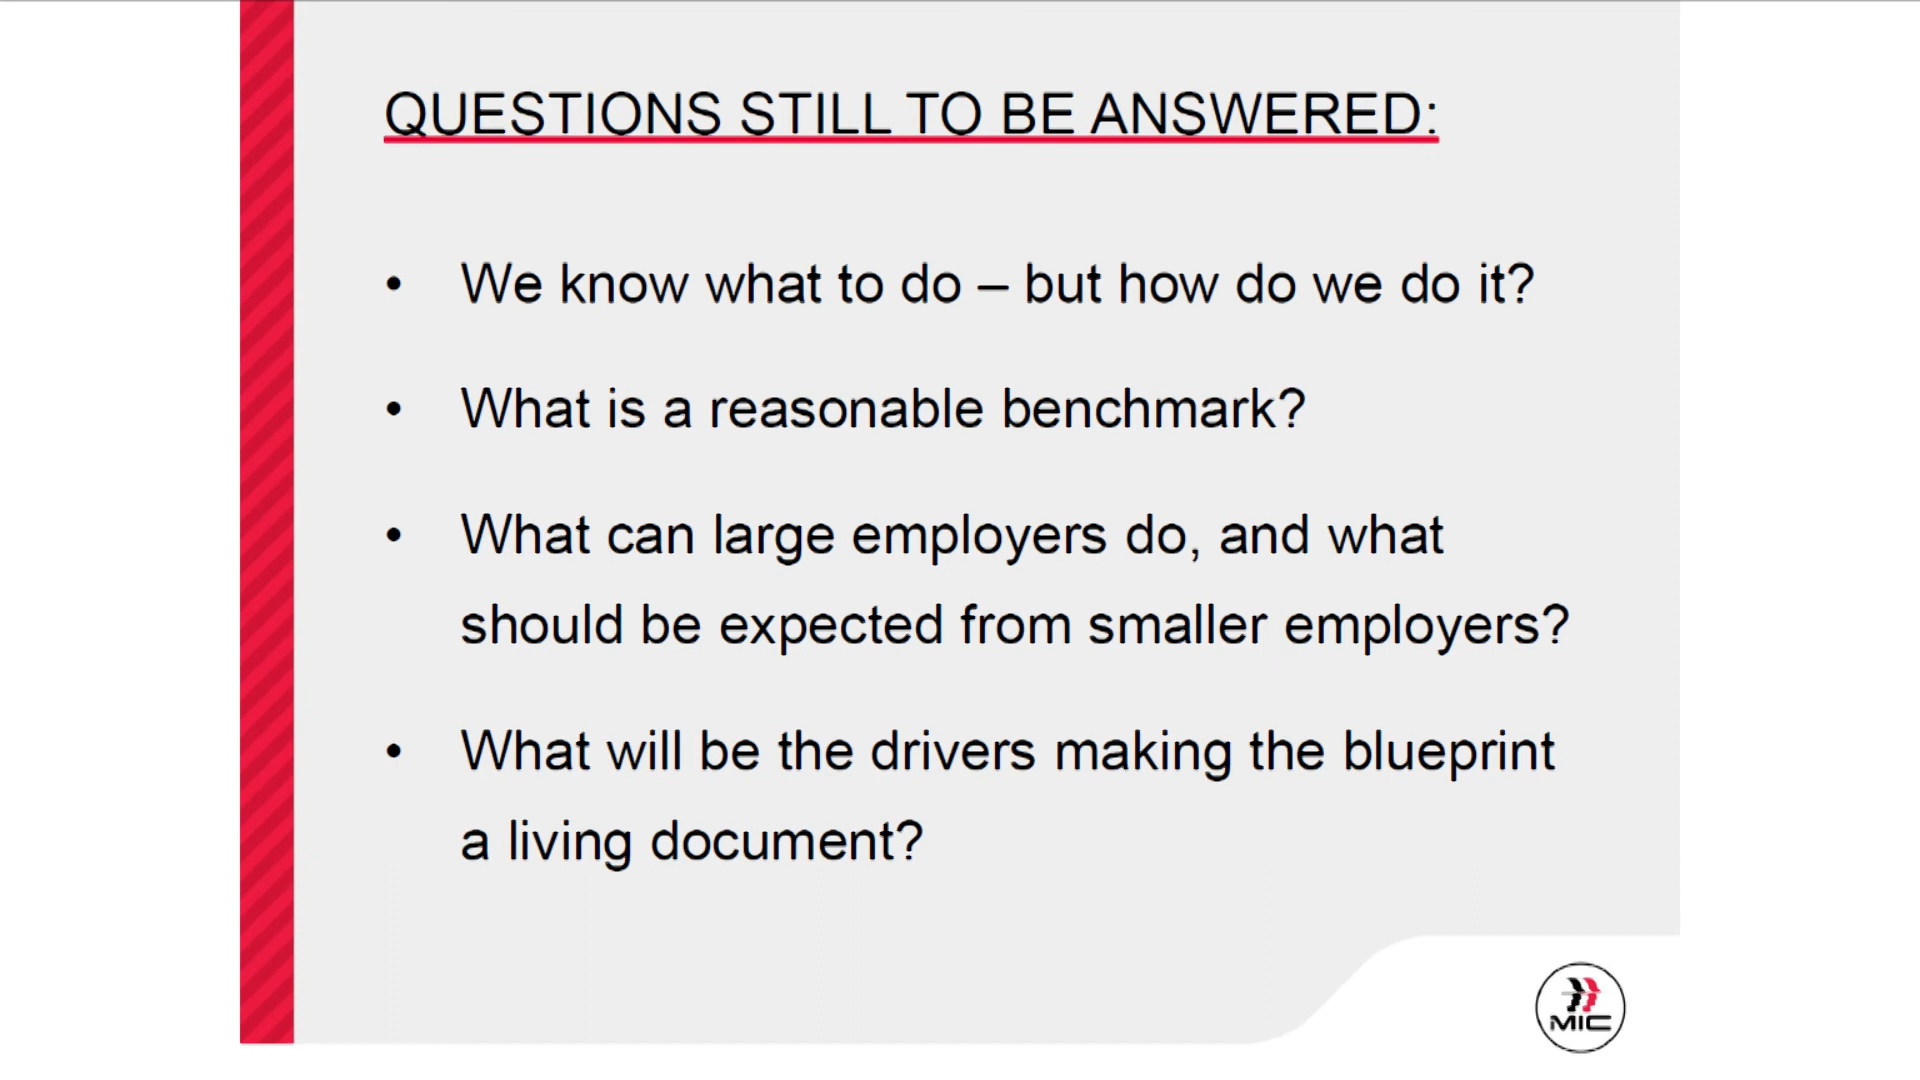 QUESTIONS STILL TO BE ANSWERED:
• We know what to do – but how do we do it?
• What is a reasonable benchmark?
• What can large employers do, and what
should be expected from smaller employers?
• What will be the drivers making the blueprint
a living document?
MIC